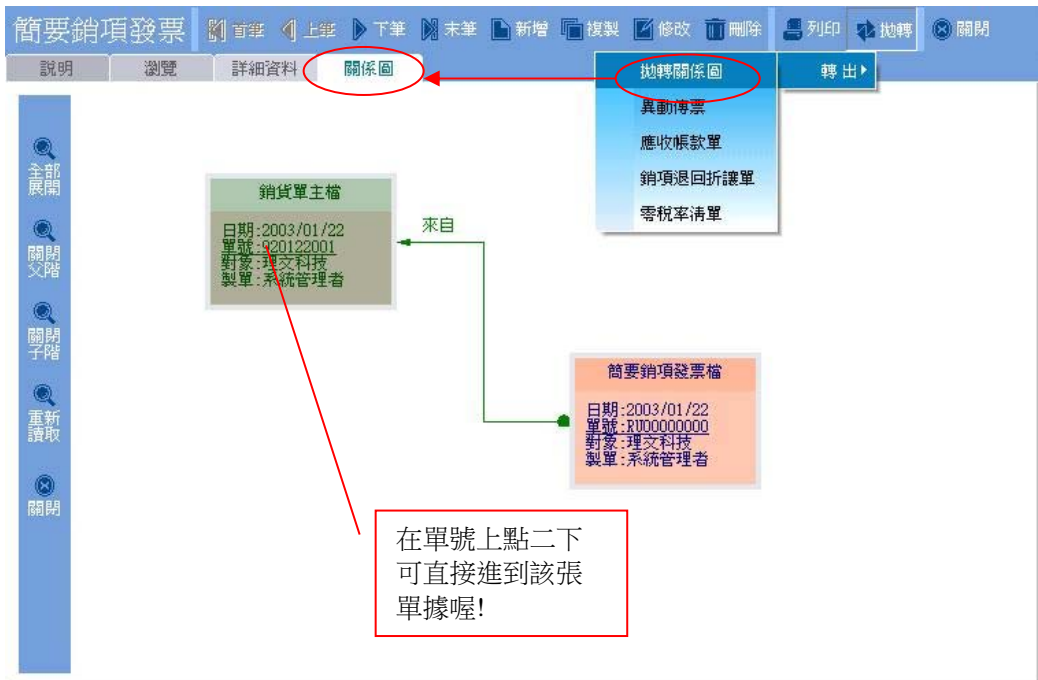 簡要銷項發票 首筆 上筆 下筆 末筆 新增 複製 修改 刪除 列印 拋轉 關閉
說明 瀏覽 詳細資料 關係圖
拋轉關係圖 轉出
異動傳票
應收帳款單
銷項退回折讓單
零稅率清單
全部
展開
關閉
父階
關閉
子階
重新
讀取
關閉
銷貨單主檔
日期:2003/01/22
單號:920122001
對象:理文科技
製單:系統管理者
來自
簡要銷項發票檔
日期:2003/01/22
單號:RU00000000
對象:理文科技
製單:系統管理者
在單號上點二下
可直接進到該張
單據喔!